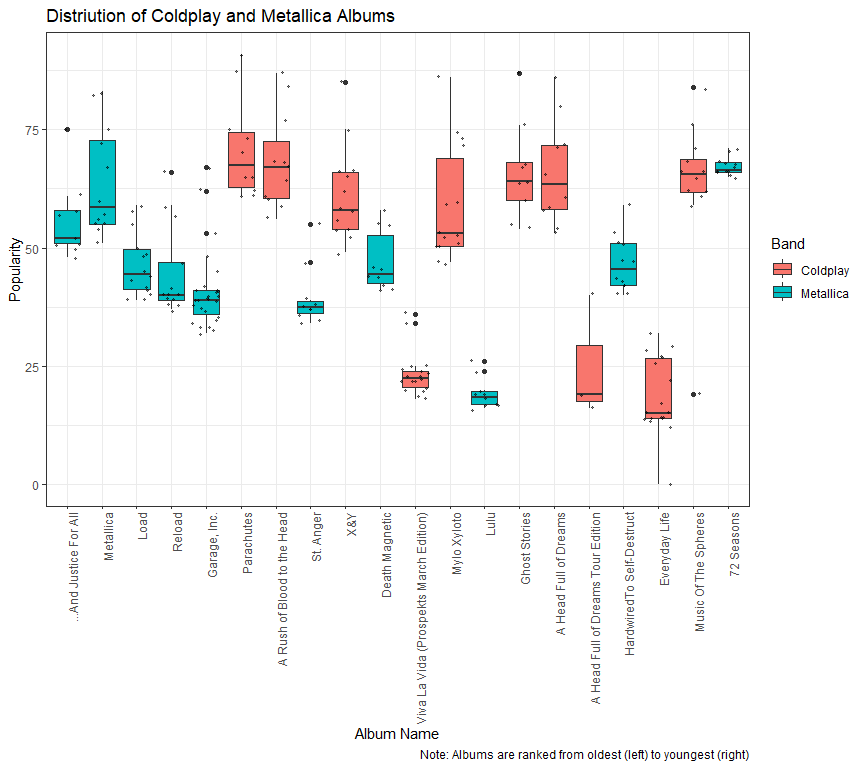 Distriution of Coldplay and Metallica Albums
Popularity
75
50
25
0
...And Justice For All
Metallica
Load
Reload
Garage, Inc.
Parachutes
A Rush of Blood to the Head
St. Anger
X&Y
Death Magnetic
Viva La Vida (Prospekts March Edition)
Mylo Xyloto
Lulu
Ghost Stories
A Head Full of Dreams
A Head Full of Dreams Tour Edition
HardwiredTo Self-Destruct
Everyday Life
Music Of The Spheres
72 Seasons
Album Name
Band
Coldplay
Metallica
Note: Albums are ranked from oldest (left) to youngest (right)